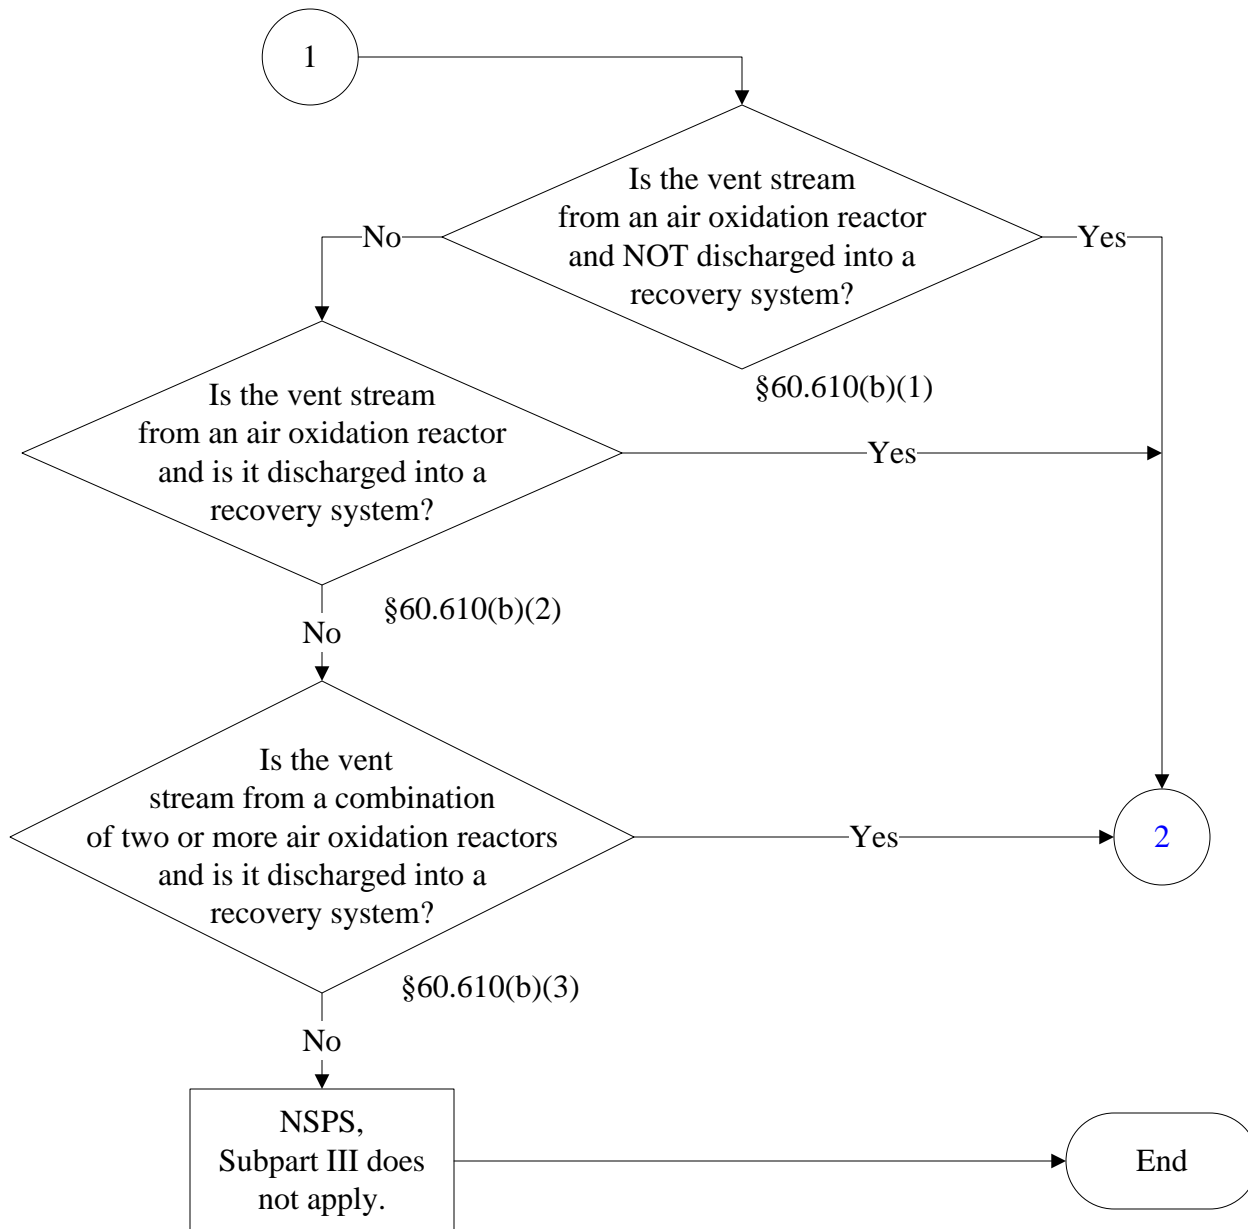 1
Is the vent stream
from an air oxidation reactor
and NOT discharged into a
recovery system?
No
Yes
§60.610(b)(1)
Is the vent stream
from an air oxidation reactor
and is it discharged into a
recovery system?
Yes
§60.610(b)(2)
No
Is the vent
stream from a combination
of two or more air oxidation reactors
and is it discharged into a
recovery system?
Yes
2
§60.610(b)(3)
No
NSPS,
Subpart III does
not apply.
End